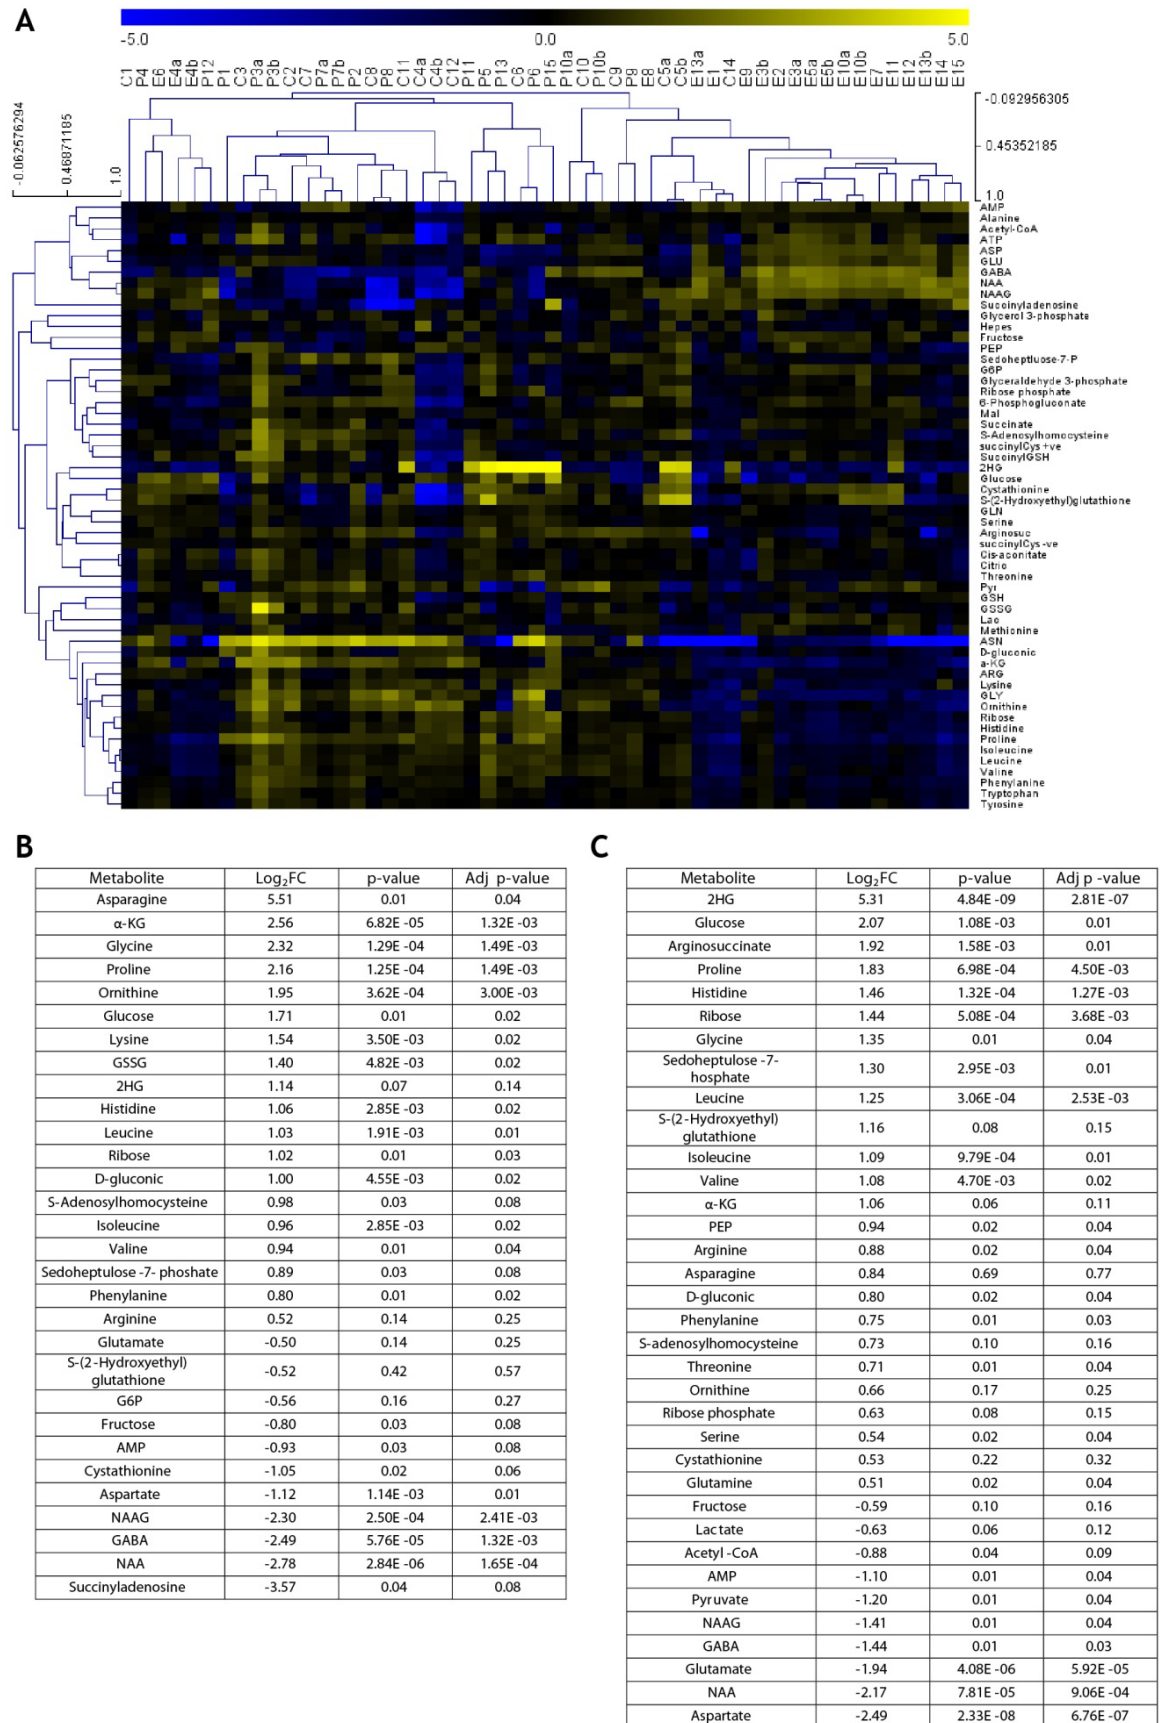 A
-5.0 0.0 5.0
C1 P4 E6 E4a E4b P12 P1 C3 P3a P3b C2 C7 P7a P7b P2 C8 P8 C11 C4a C4b C12 P11 P5 P13 C6 P6 P15 P10a C10 P10b C9 P9 E8 C5a C5b E13a E1 C14 E9 E3b E2 E3a E5a E5b E10a E10b E7 E11 E12 E13b E14 E15
-0.062576294 0.46871185 1.0
-0.092956305
0.45352185
1.0
AMP
Alanine
Acetyl-CoA
ATP
ASP
GLU
GABA
NAA
NAAG
Succinyladenosine
Glycerol 3-phosphate
Hepes
Fructose
PEP
Sedoheptluose-7-P
G6P
Glyceraldehyde 3-phosphate
Ribose phosphate
6-Phosphogluconate
Mal
Succinate
S-Adenosylhomocysteine
succinylCys+ve
SuccinylGSH
2HG
Glucose
Cystathionine
S-(2-Hydroxyethyl)glutathione
GLN
Serine
Arginosuc
succinylCys-ve
Cis-aconitate
Citric
Threonine
Pyr
GSH
GSSG
Lac
Methionine
ASN
D-gluconic
a-KG
ARG
Lysine
GLY
Ornithine
Ribose
Histidine
Proline
Isoleucine
Leucine
Valine
Phenylanine
Tryptophan
Tyrosine
B
Metabolite Log₂FC p-value Adj p-value
Asparagine 5.51 0.01 0.04
α-KG 2.56 6.82E -05 1.32E -03
Glycine 2.32 1.29E -04 1.49E -03
Proline 2.16 1.25E -04 1.49E -03
Ornithine 1.95 3.62E -04 3.00E -03
Glucose 1.71 0.01 0.02
Lysine 1.54 3.50E -03 0.02
GSSG 1.40 4.82E -03 0.02
2HG 1.14 0.07 0.14
Histidine 1.06 2.85E -03 0.02
Leucine 1.03 1.91E -03 0.01
Ribose 1.02 0.01 0.03
D-gluconic 1.00 4.55E -03 0.02
S-Adenosylhomocysteine 0.98 0.03 0.08
Isoleucine 0.96 2.85E -03 0.02
Valine 0.94 0.01 0.04
Sedoheptulose -7- phoshate 0.89 0.03 0.08
Phenylanine 0.80 0.01 0.02
Arginine 0.52 0.14 0.25
Glutamate -0.50 0.14 0.25
S-(2-Hydroxyethyl)
glutathione -0.52 0.42 0.57
G6P -0.56 0.16 0.27
Fructose -0.80 0.03 0.08
AMP -0.93 0.03 0.08
Cystathionine -1.05 0.02 0.06
Aspartate -1.12 1.14E -03 0.01
NAAG -2.30 2.50E -04 2.41E -03
GABA -2.49 5.76E -05 1.32E -03
NAA -2.78 2.84E -06 1.65E -04
Succinyladenosine -3.57 0.04 0.08
C
Metabolite Log₂FC p-value Adj p -value
2HG 5.31 4.84E -09 2.81E -07
Glucose 2.07 1.08E -03 0.01
Arginosuccinate 1.92 1.58E -03 0.01
Proline 1.83 6.98E -04 4.50E -03
Histidine 1.46 1.32E -04 1.27E -03
Ribose 1.44 5.08E -04 3.68E -03
Glycine 1.35 0.01 0.04
Sedoheptulose -7-
hosphate 1.30 2.95E -03 0.01
Leucine 1.25 3.06E -04 2.53E -03
S-(2-Hydroxyethyl)
glutathione 1.16 0.08 0.15
Isoleucine 1.09 9.79E -04 0.01
Valine 1.08 4.70E -03 0.02
α-KG 1.06 0.06 0.11
PEP 0.94 0.02 0.04
Arginine 0.88 0.02 0.04
Asparagine 0.84 0.69 0.77
D-gluconic 0.80 0.02 0.04
Phenylanine 0.75 0.01 0.03
S-adenosylhomocysteine 0.73 0.10 0.16
Threonine 0.71 0.01 0.04
Ornithine 0.66 0.17 0.25
Ribose phosphate 0.63 0.08 0.15
Serine 0.54 0.02 0.04
Cystathionine 0.53 0.22 0.32
Glutamine 0.51 0.02 0.04
Fructose -0.59 0.10 0.16
Lactate -0.63 0.06 0.12
Acetyl -CoA -0.88 0.04 0.09
AMP -1.10 0.01 0.04
Pyruvate -1.20 0.01 0.04
NAAG -1.41 0.01 0.04
GABA -1.44 0.01 0.03
Glutamate -1.94 4.08E -06 5.92E -05
NAA -2.17 7.81E -05 9.06E -04
Aspartate -2.49 2.33E -08 6.76E -07